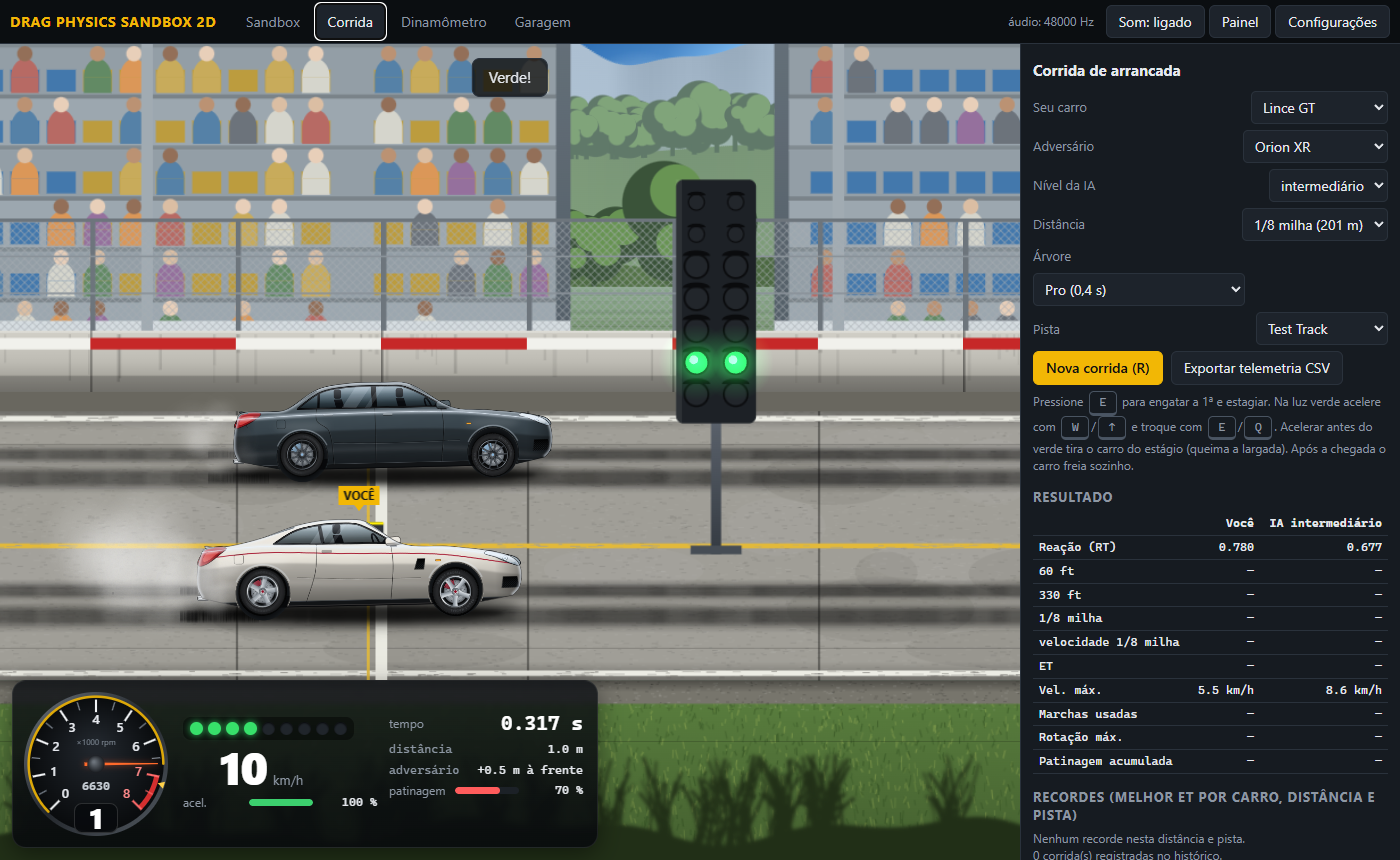 DRAG PHYSICS SANDBOX 2D Sandbox Corrida Dinamômetro Garagem áudio: 48000 Hz Som: ligado Painel Configurações
Verde!
VOCÊ
0 1 2 3 4 5 6 7 8
×1000 rpm
6630
1
10 km/h
acel. 100 %
tempo 0.317 s
distância 1.0 m
adversário +0.5 m à frente
patinagem 70 %
Corrida de arrancada
Seu carro Lince GT
Adversário Orion XR
Nível da IA intermediário
Distância 1/8 milha (201 m)
Árvore
Pro (0,4 s)
Pista Test Track
Nova corrida (R) Exportar telemetria CSV
Pressione E para engatar a 1ª e estagiar. Na luz verde acelere
com W / ↑ e troque com E / Q . Acelerar antes do
verde tira o carro do estágio (queima a largada). Após a chegada o
carro freia sozinho.
RESULTADO
Você IA intermediário
Reação (RT) 0.780 0.677
60 ft — —
330 ft — —
1/8 milha — —
velocidade 1/8 milha — —
ET — —
Vel. máx. 5.5 km/h 8.6 km/h
Marchas usadas — —
Rotação máx. — —
Patinagem acumulada — —
RECORDES (MELHOR ET POR CARRO, DISTÂNCIA E
PISTA)
Nenhum recorde nesta distância e pista.
0 corrida(s) registradas no histórico.